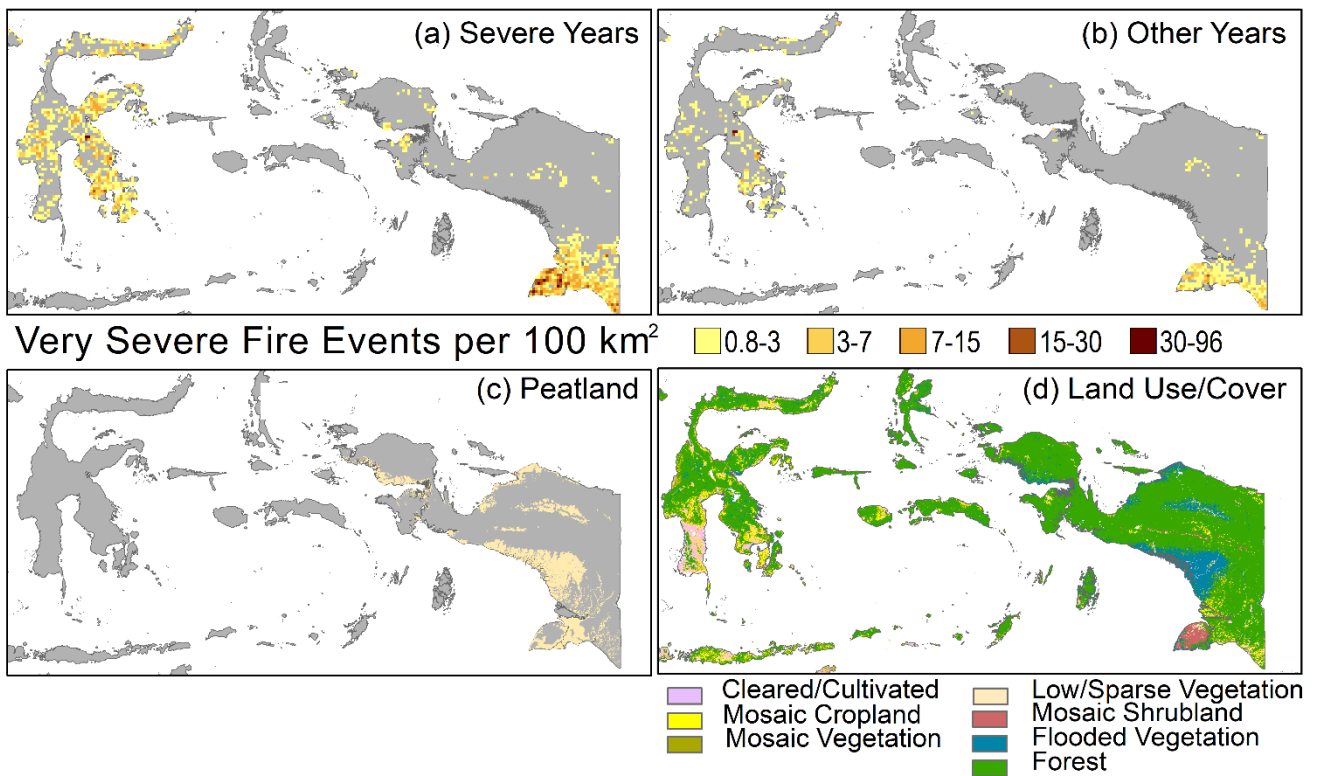 (a) Severe Years
(b) Other Years
Very Severe Fire Events per 100 km²
0.8-3 3-7 7-15 15-30 30-96
(c) Peatland
(d) Land Use/Cover
Cleared/Cultivated
Mosaic Cropland
Mosaic Vegetation
Low/Sparse Vegetation
Mosaic Shrubland
Flooded Vegetation
Forest